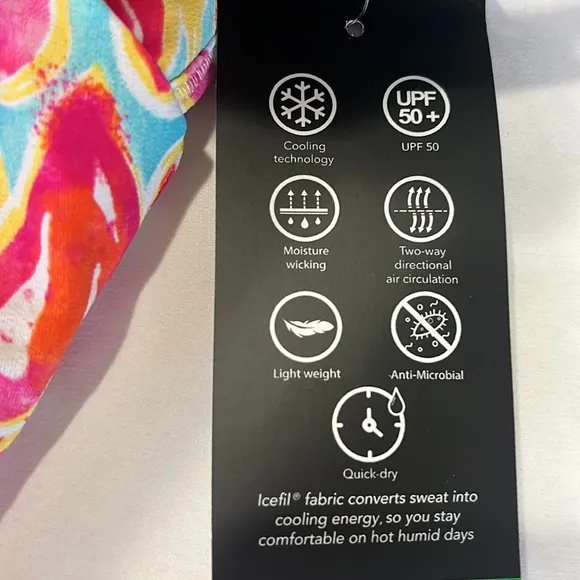 Cooling
technology
UPF
50 +
UPF 50
Moisture
wicking
Two-way
directional
air circulation
Light weight
Anti-Microbial
Quick-dry
Icefil® fabric converts sweat into
cooling energy, so you stay
comfortable on hot humid days